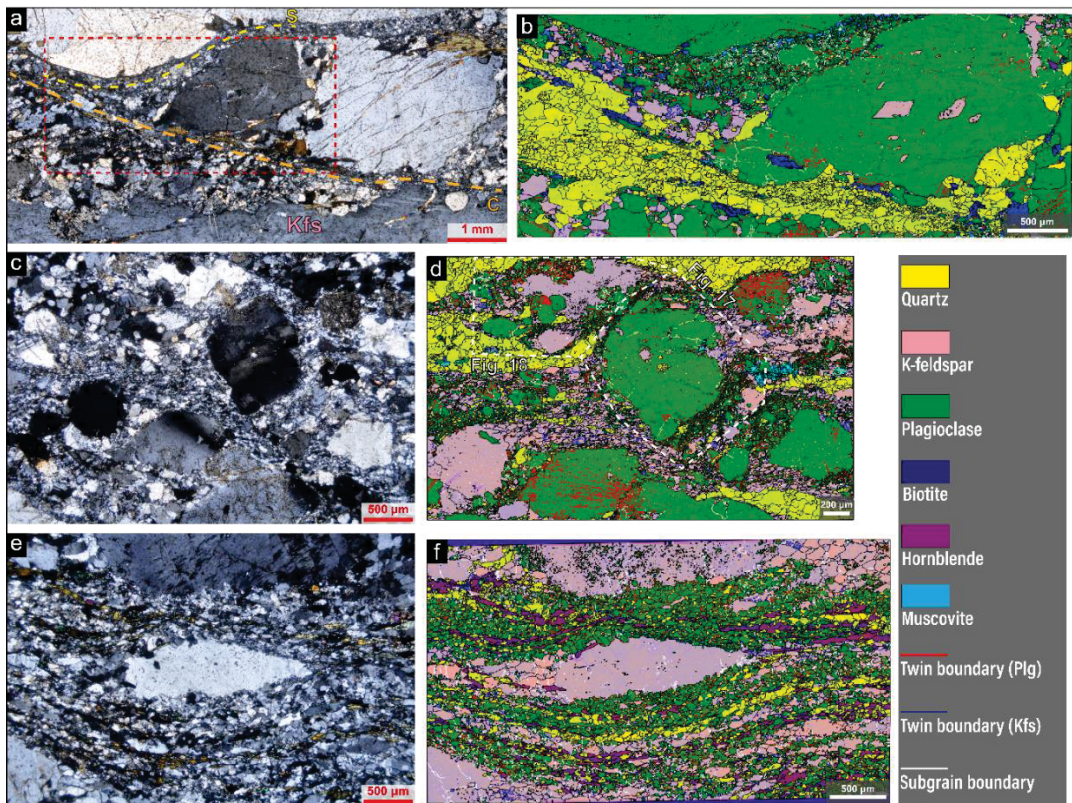 a
S
C
Kfs
1 mm
b
500 µm
c
500 µm
d
Fig. 17
Fig. 18
200 µm
e
500 µm
f
500 µm
Quartz
K-feldspar
Plagioclase
Biotite
Hornblende
Muscovite
Twin boundary (Plg)
Twin boundary (Kfs)
Subgrain boundary